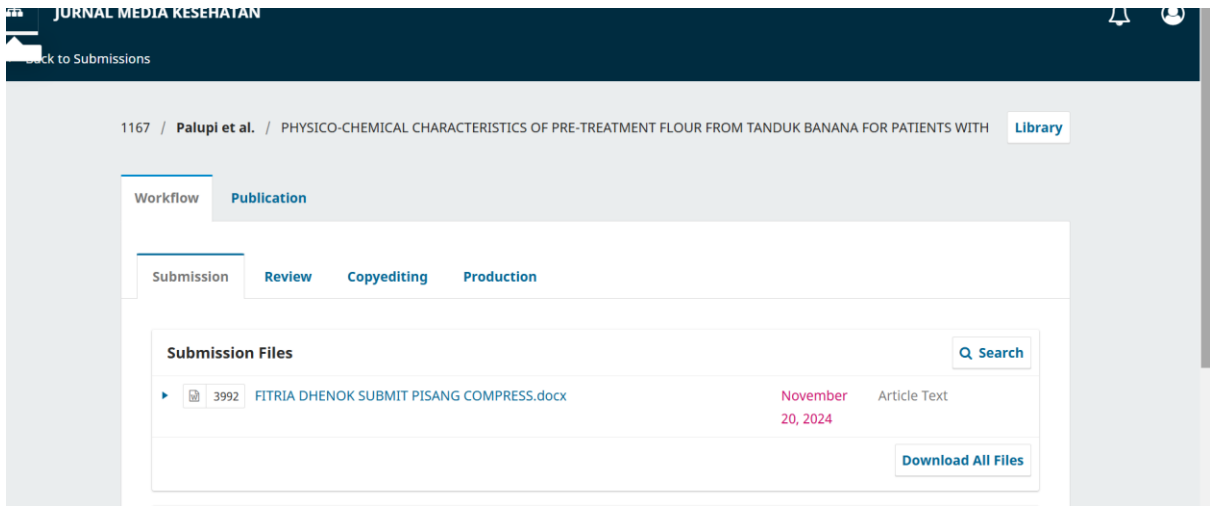 JURNAL MEDIA KESEHATAN
Back to Submissions
1167 / Palupi et al. / PHYSICO-CHEMICAL CHARACTERISTICS OF PRE-TREATMENT FLOUR FROM TANDUK BANANA FOR PATIENTS WITH Library
Workflow Publication
Submission Review Copyediting Production
Submission Files Search
3992 FITRIA DHENOK SUBMIT PISANG COMPRESS.docx November Article Text
20, 2024
Download All Files